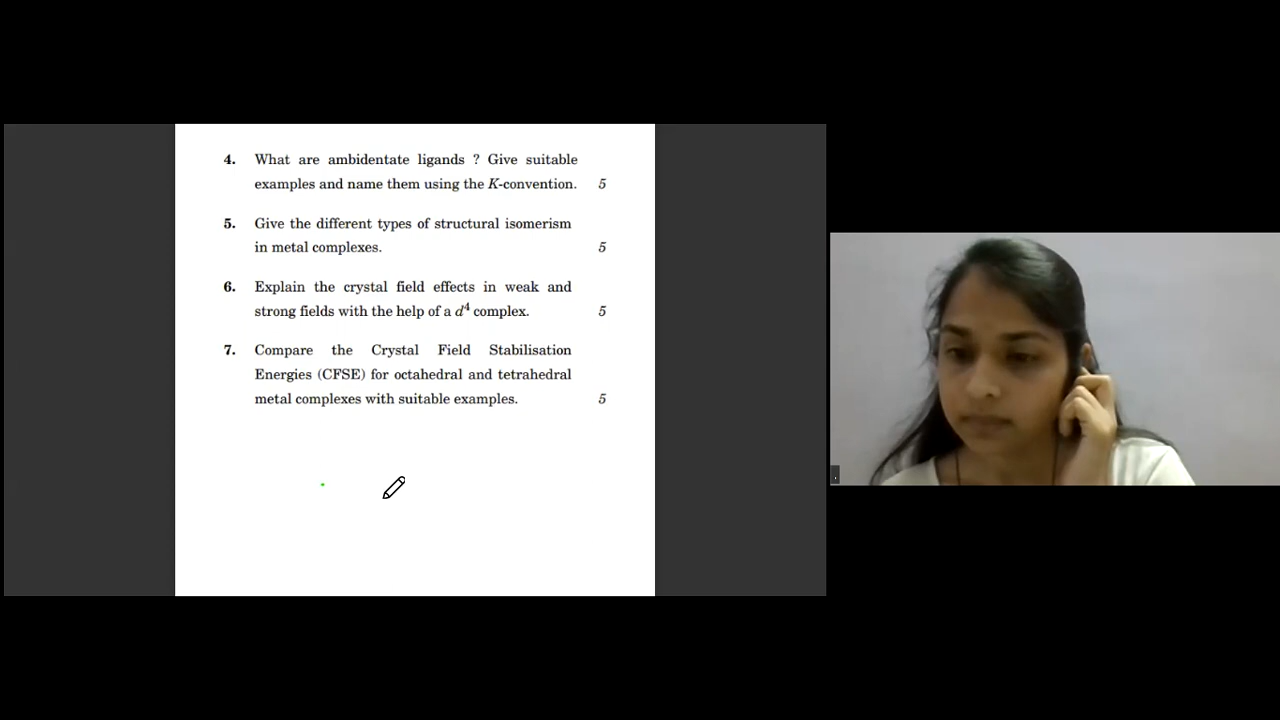 4. What are ambidentate ligands ? Give suitable
examples and name them using the K-convention. 5
5. Give the different types of structural isomerism
in metal complexes. 5
6. Explain the crystal field effects in weak and
strong fields with the help of a d⁴ complex. 5
7. Compare the Crystal Field Stabilisation
Energies (CFSE) for octahedral and tetrahedral
metal complexes with suitable examples. 5